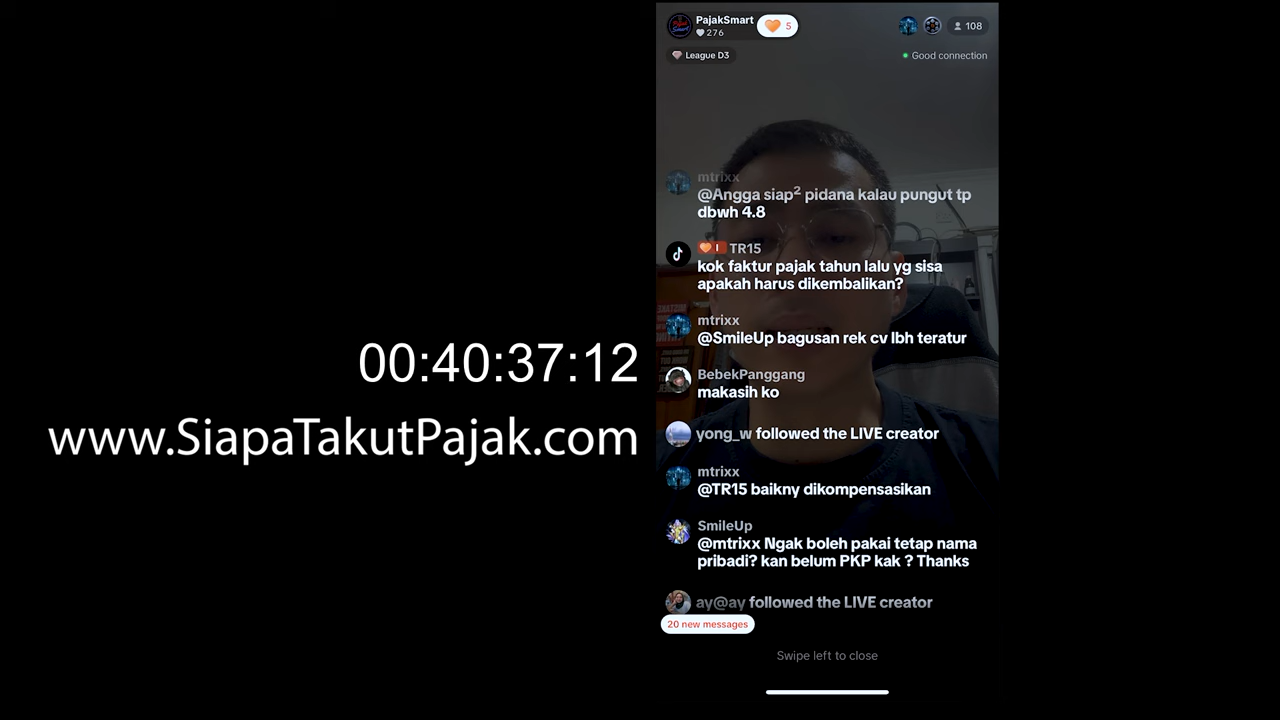 00:40:37:12
www.SiapaTakutPajak.com
PajakSmart
276
5
108
League D3
Good connection
mtrixx
@Angga siap² pidana kalau pungut tp
dbwh 4.8
I TR15
kok faktur pajak tahun lalu yg sisa
apakah harus dikembalikan?
mtrixx
@SmileUp bagusan rek cv lbh teratur
BebekPanggang
makasih ko
yong_w followed the LIVE creator
mtrixx
@TR15 baikny dikompensasikan
SmileUp
@mtrixx Ngak boleh pakai tetap nama
pribadi? kan belum PKP kak ? Thanks
ay@ay followed the LIVE creator
20 new messages
Swipe left to close